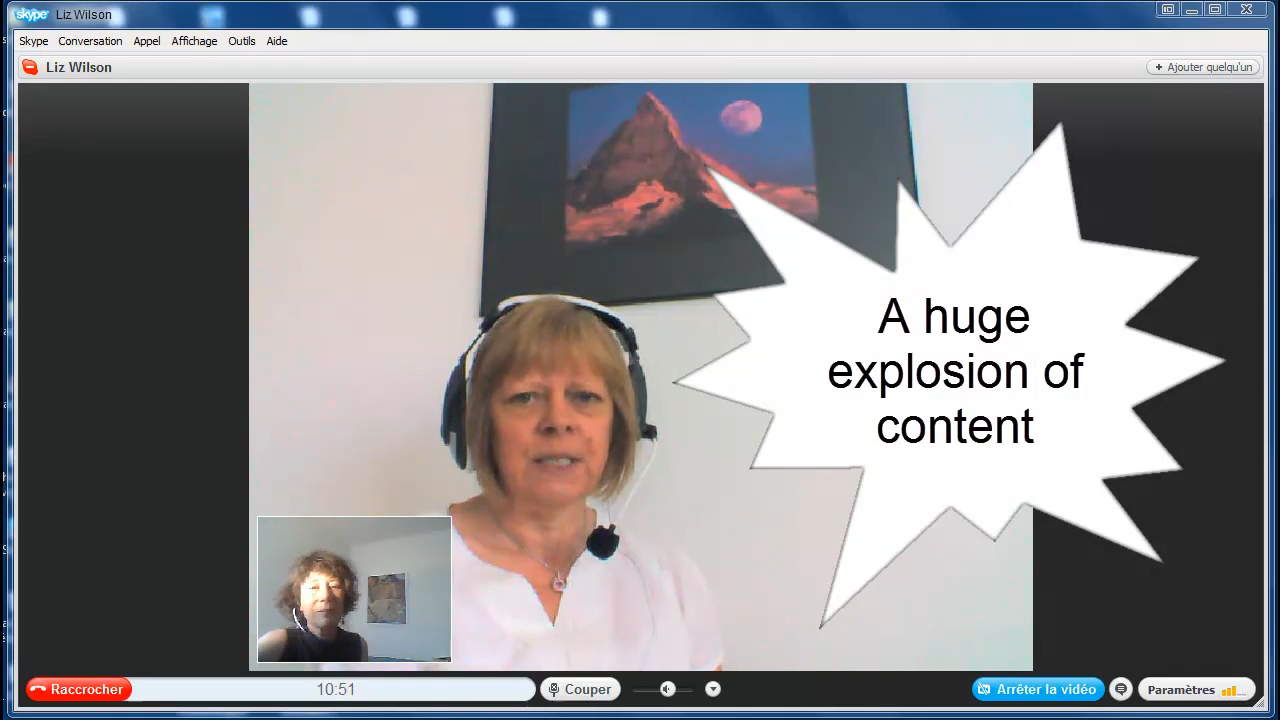 skype Liz Wilson
Skype Conversation Appel Affichage Outils Aide
Liz Wilson
+ Ajouter quelqu'un
A huge
explosion of
content
Raccrocher
10:51
Couper
Arrêter la vidéo
Paramètres